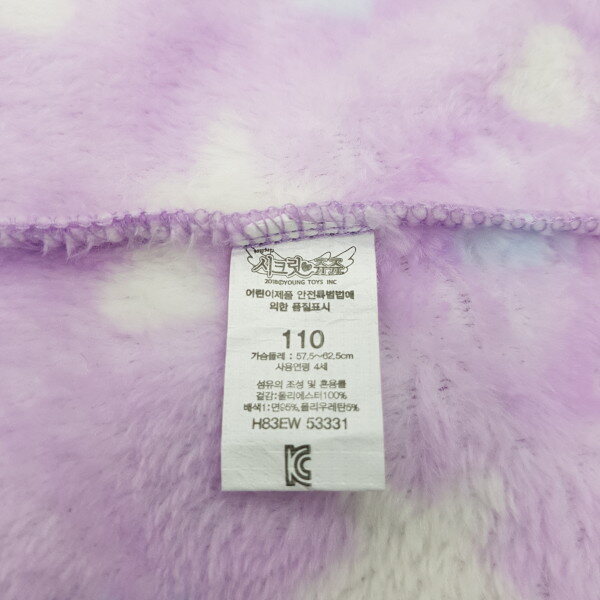 시크릿 쥬쥬
2018©YOUNG TOYS INC
어린이제품 안전특별법에
의한 품질표시
110
가슴둘레 : 57.5~62.5cm
사용연령 4세
섬유의 조성 및 혼용률
겉감:폴리에스터100%
배색1:면95%,폴리우레탄5%
H83EW 53331
KC